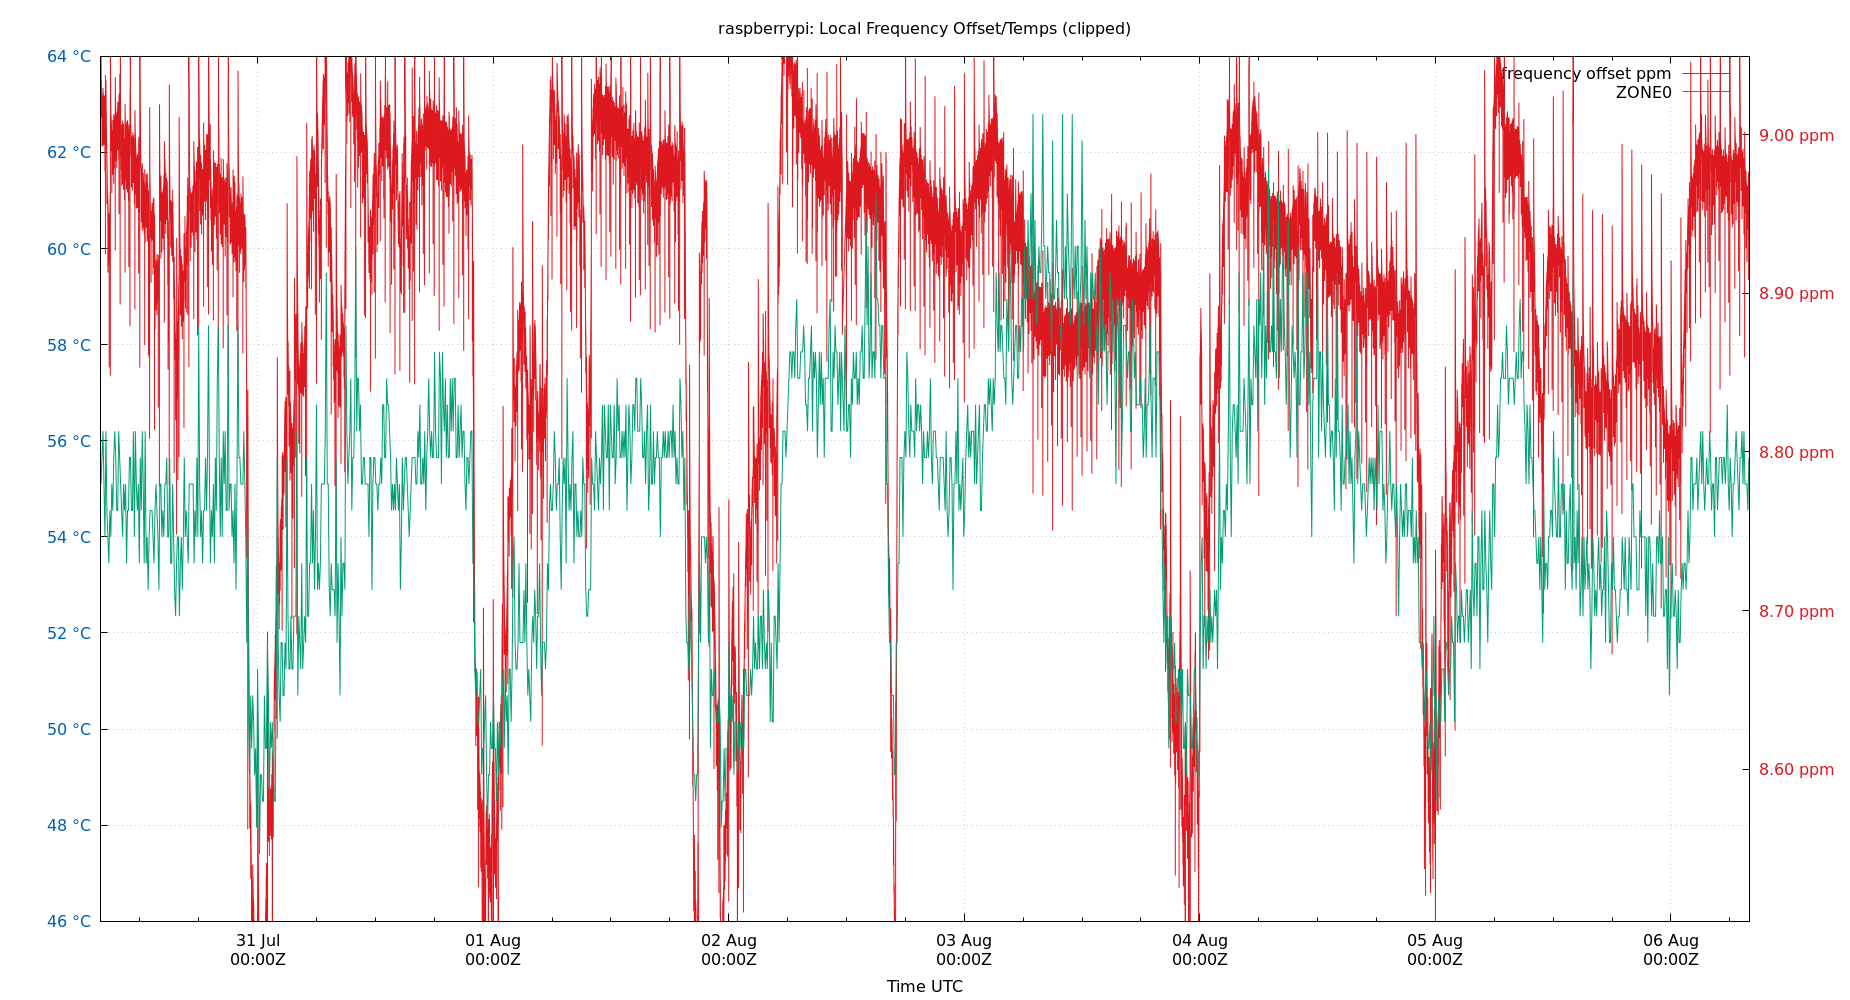 raspberrypi: Local Frequency Offset/Temps (clipped)
64 °C
62 °C
60 °C
58 °C
56 °C
54 °C
52 °C
50 °C
48 °C
46 °C
frequency offset ppm
ZONE0
9.00 ppm
8.90 ppm
8.80 ppm
8.70 ppm
8.60 ppm
31 Jul
00:00Z
01 Aug
00:00Z
02 Aug
00:00Z
03 Aug
00:00Z
04 Aug
00:00Z
05 Aug
00:00Z
06 Aug
00:00Z
Time UTC